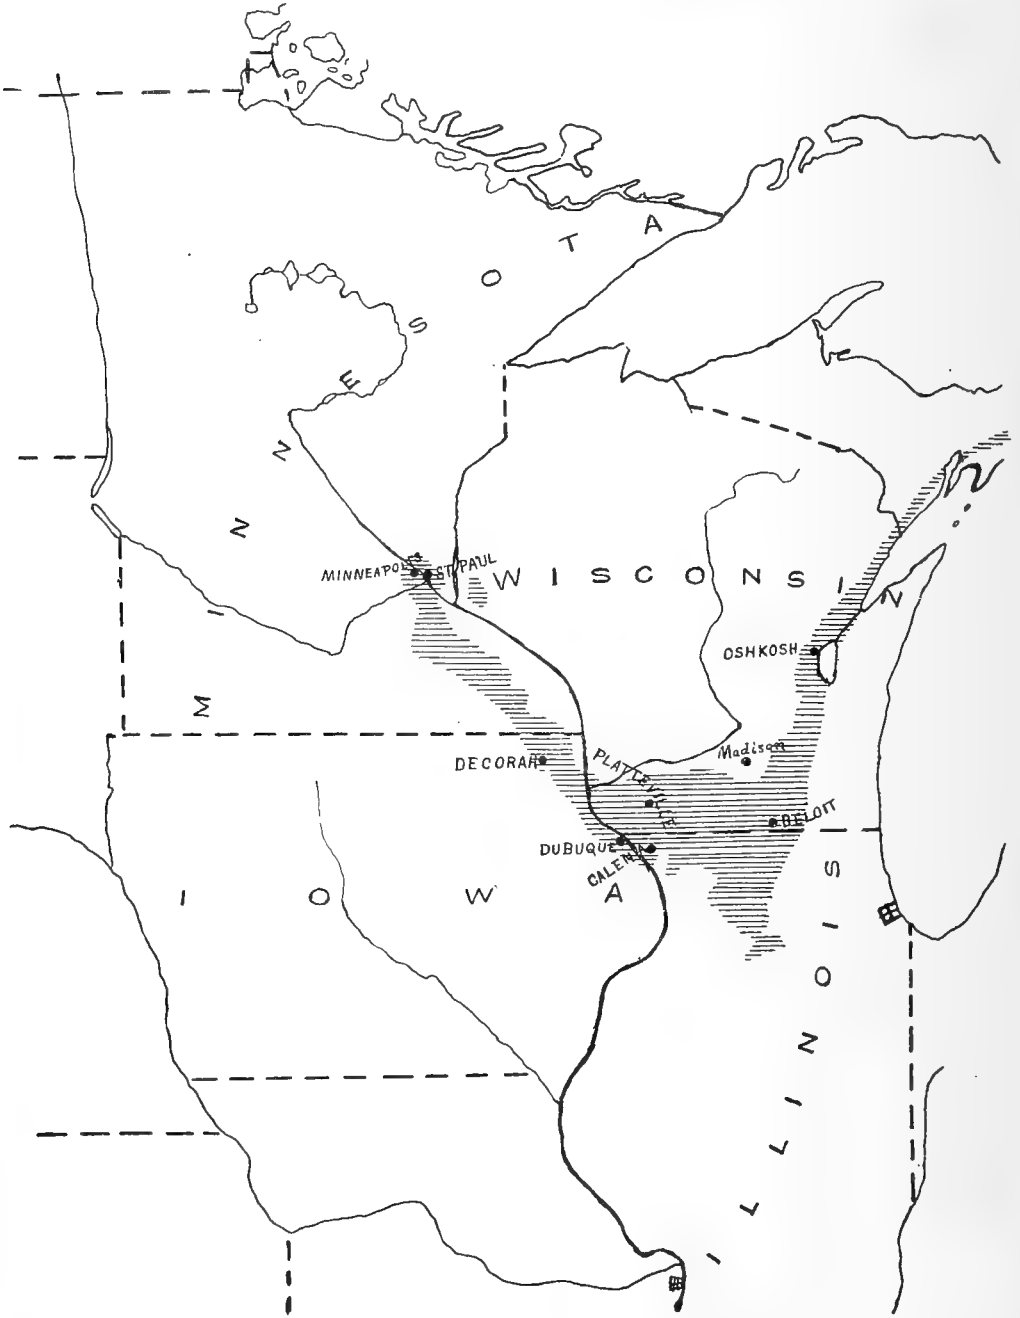 MINNESOTA
MINNEAPOLIS
ST. PAUL
WISCONSIN
OSHKOSH
DECORAH
PLATTEVILLE
Madison
BELOIT
DUBUQUE
GALENA
IOWA
ILLINOIS